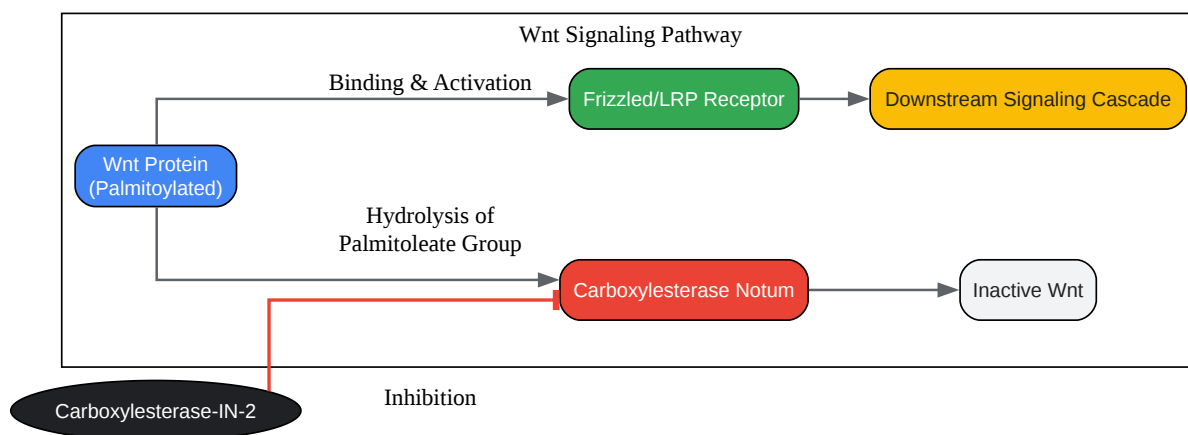 Wnt Signaling Pathway
Binding & Activation
Frizzled/LRP Receptor
Downstream Signaling Cascade
Wnt Protein
(Palmitoylated)
Hydrolysis of
Palmitoleate Group
Carboxylesterase Notum
Inactive Wnt
Inhibition
Carboxylesterase-IN-2